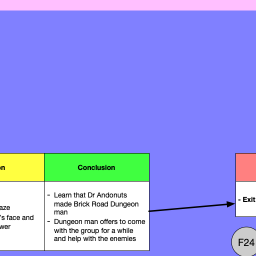 n
Conclusion
aze
's face and
wer
- Learn that Dr Andonuts
made Brick Road Dungeon
man
- Dungeon man offers to come
with the group for a while
and help with the enemies
- Exit
F24